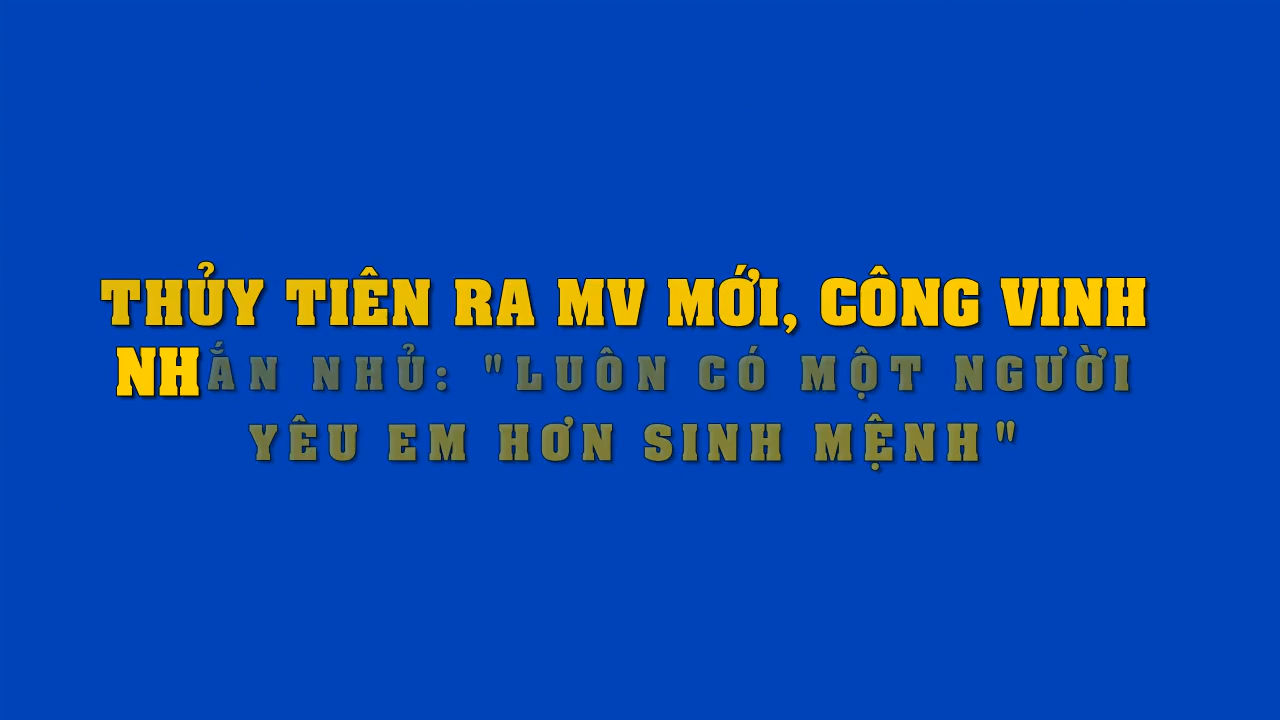 THỦY TIÊN RA MV MỚI, CÔNG VINH
NHẮN NHỦ: "LUÔN CÓ MỘT NGƯỜI
YÊU EM HƠN SINH MỆNH"